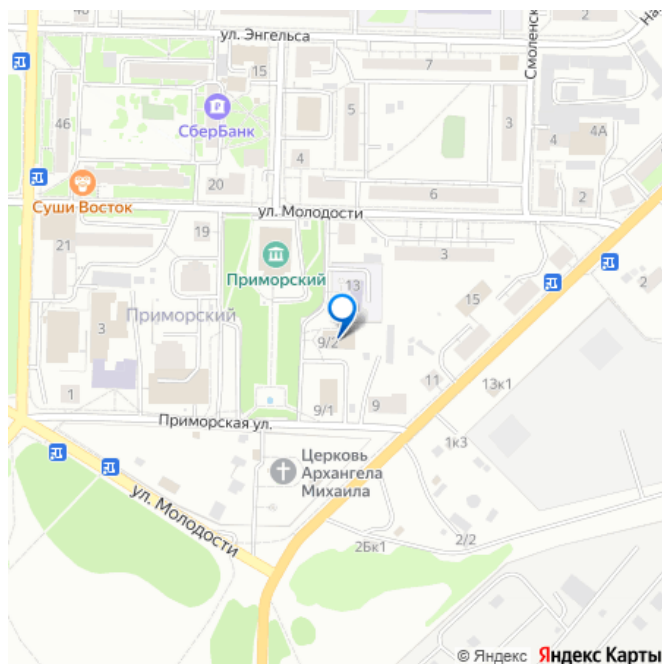 ул. Энгельса
2
На
15
7
Смоленск
СберБанк
46
5
3
4А
4
4
20
6
2
Суши Восток
ул. Молодости
19
21
3
Приморский
2
13
15
Приморский
3
9/2
11
13к1
1
9/1
9
Приморская ул.
1к3
Церковь
Архангела
Михаила
ул. Молодости
2/2
2Бк1
© Яндекс Яндекс Карты